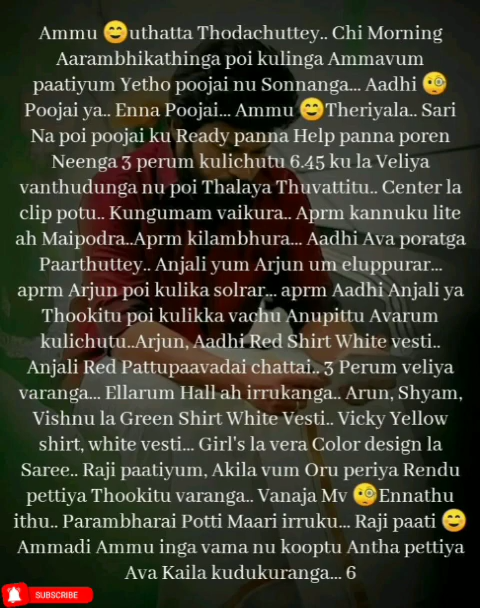 Ammu 😊uthatta Thodachuttey.. Chi Morning
Aarambhikathinga poi kulinga Ammavum
paatiyum Yetho poojai nu Sonnanga... Aadhi 🧐
Poojai ya.. Enna Poojai... Ammu 😊Theriyala.. Sari
Na poi poojai ku Ready panna Help panna poren
Neenga 3 perum kulichutu 6.45 ku la Veliya
vanthudunga nu poi Thalaya Thuvattitu.. Center la
clip potu.. Kungumam vaikura.. Aprm kannuku lite
ah Maipodra..Aprm kilambhura... Aadhi Ava poratga
Paarthuttey.. Anjali yum Arjun um eluppurar...
aprm Arjun poi kulika solrar... aprm Aadhi Anjali ya
Thookitu poi kulikka vachu Anupittu Avarum
kulichutu..Arjun, Aadhi Red Shirt White vesti..
Anjali Red Pattupaavadai chattai.. 3 Perum veliya
varanga... Ellarum Hall ah irrukanga.. Arun, Shyam,
Vishnu la Green Shirt White Vesti.. Vicky Yellow
shirt, white vesti... Girl's la vera Color design la
Saree.. Raji paatiyum, Akila vum Oru periya Rendu
pettiya Thookitu varanga.. Vanaja Mv 🧐Ennathu
ithu.. Parambharai Potti Maari irruku... Raji paati 😊
Ammadi Ammu inga vama nu kooptu Antha pettiya
Ava Kaila kudukuranga... 6
SUBSCRIBE